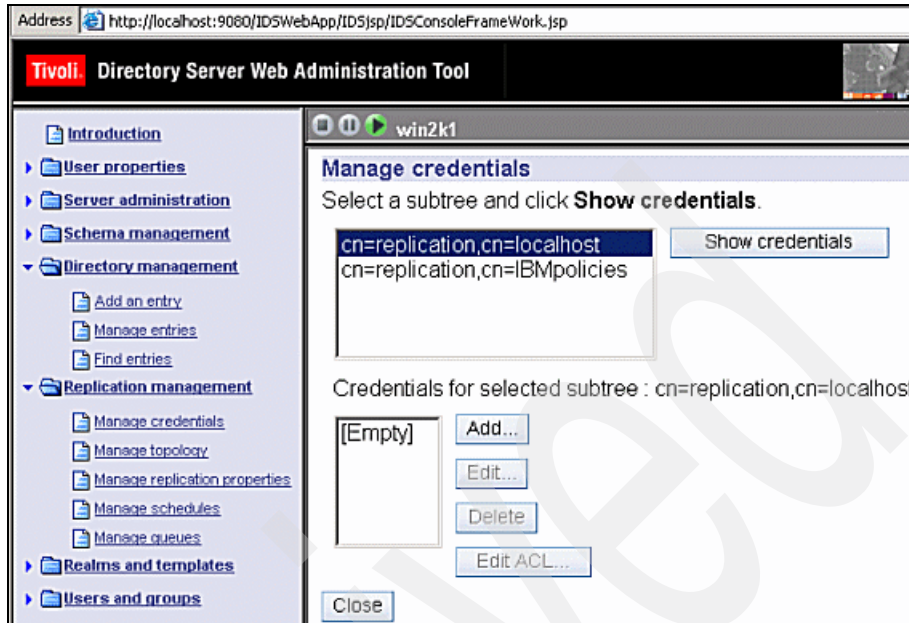 Address http://localhost:9080/IDSWebApp/IDSjsp/IDSConsoleFrameWork.jsp
Tivoli. Directory Server Web Administration Tool
Introduction
User properties
Server administration
Schema management
Directory management
Add an entry
Manage entries
Find entries
Replication management
Manage credentials
Manage topology
Manage replication properties
Manage schedules
Manage queues
Realms and templates
Users and groups
win2k1
Manage credentials
Select a subtree and click Show credentials.
cn=replication,cn=localhost
cn=replication,cn=IBMpolicies
Show credentials
Credentials for selected subtree : cn=replication,cn=localhost
[Empty]
Add...
Edit...
Delete
Edit ACL...
Close